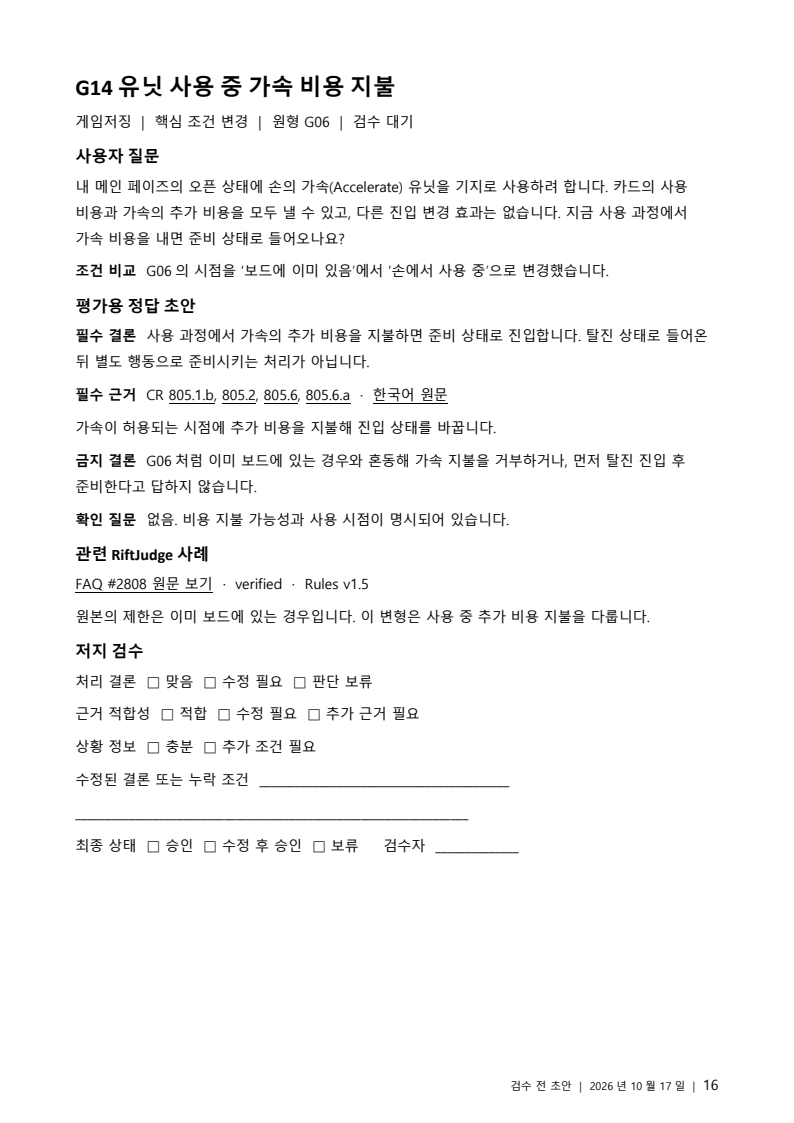 G14 유닛 사용 중 가속 비용 지불
게임저징 | 핵심 조건 변경 | 원형 G06 | 검수 대기
사용자 질문
내 메인 페이즈의 오픈 상태에 손의 가속(Accelerate) 유닛을 기지로 사용하려 합니다. 카드의 사용
비용과 가속의 추가 비용을 모두 낼 수 있고, 다른 진입 변경 효과는 없습니다. 지금 사용 과정에서
가속 비용을 내면 준비 상태로 들어오나요?
조건 비교 G06 의 시점을 ‘보드에 이미 있음’에서 ‘손에서 사용 중’으로 변경했습니다.
평가용 정답 초안
필수 결론 사용 과정에서 가속의 추가 비용을 지불하면 준비 상태로 진입합니다. 탈진 상태로 들어온
뒤 별도 행동으로 준비시키는 처리가 아닙니다.
필수 근거 CR 805.1.b, 805.2, 805.6, 805.6.a · 한국어 원문
가속이 허용되는 시점에 추가 비용을 지불해 진입 상태를 바꿉니다.
금지 결론 G06 처럼 이미 보드에 있는 경우와 혼동해 가속 지불을 거부하거나, 먼저 탈진 진입 후
준비한다고 답하지 않습니다.
확인 질문 없음. 비용 지불 가능성과 사용 시점이 명시되어 있습니다.
관련 RiftJudge 사례
FAQ #2808 원문 보기 · verified · Rules v1.5
원본의 제한은 이미 보드에 있는 경우입니다. 이 변형은 사용 중 추가 비용 지불을 다룹니다.
저지 검수
처리 결론 □ 맞음 □ 수정 필요 □ 판단 보류
근거 적합성 □ 적합 □ 수정 필요 □ 추가 근거 필요
상황 정보 □ 충분 □ 추가 조건 필요
수정된 결론 또는 누락 조건 ______________________________
_______________________________________________
최종 상태 □ 승인 □ 수정 후 승인 □ 보류 검수자 __________
검수 전 초안 | 2026 년 10 월 17 일 | 16